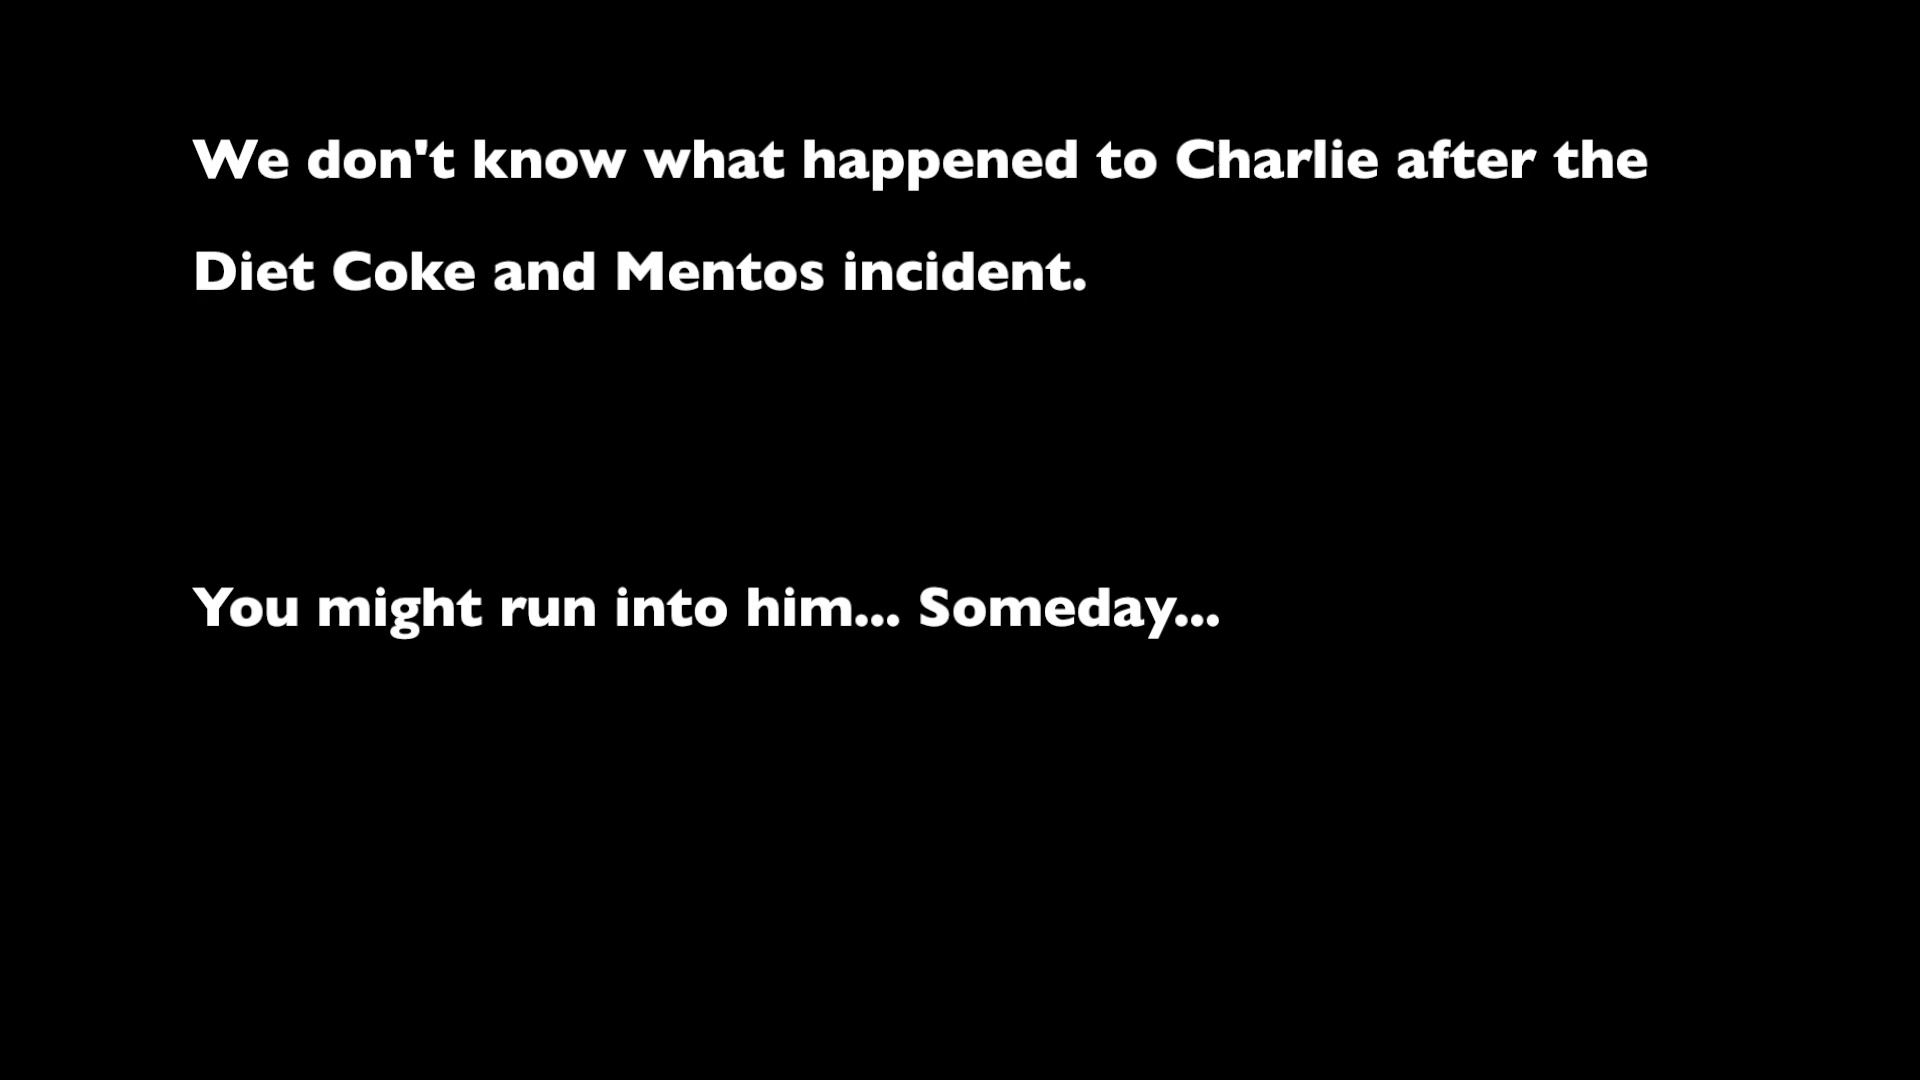 We don't know what happened to Charlie after the
Diet Coke and Mentos incident.
You might run into him... Someday...